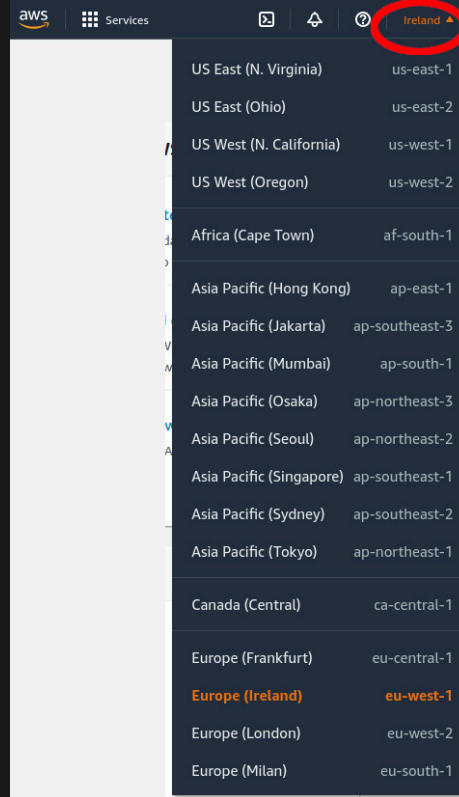 aws Services Ireland
US East (N. Virginia) us-east-1
US East (Ohio) us-east-2
US West (N. California) us-west-1
US West (Oregon) us-west-2
Africa (Cape Town) af-south-1
Asia Pacific (Hong Kong) ap-east-1
Asia Pacific (Jakarta) ap-southeast-3
Asia Pacific (Mumbai) ap-south-1
Asia Pacific (Osaka) ap-northeast-3
Asia Pacific (Seoul) ap-northeast-2
Asia Pacific (Singapore) ap-southeast-1
Asia Pacific (Sydney) ap-southeast-2
Asia Pacific (Tokyo) ap-northeast-1
Canada (Central) ca-central-1
Europe (Frankfurt) eu-central-1
Europe (Ireland) eu-west-1
Europe (London) eu-west-2
Europe (Milan) eu-south-1